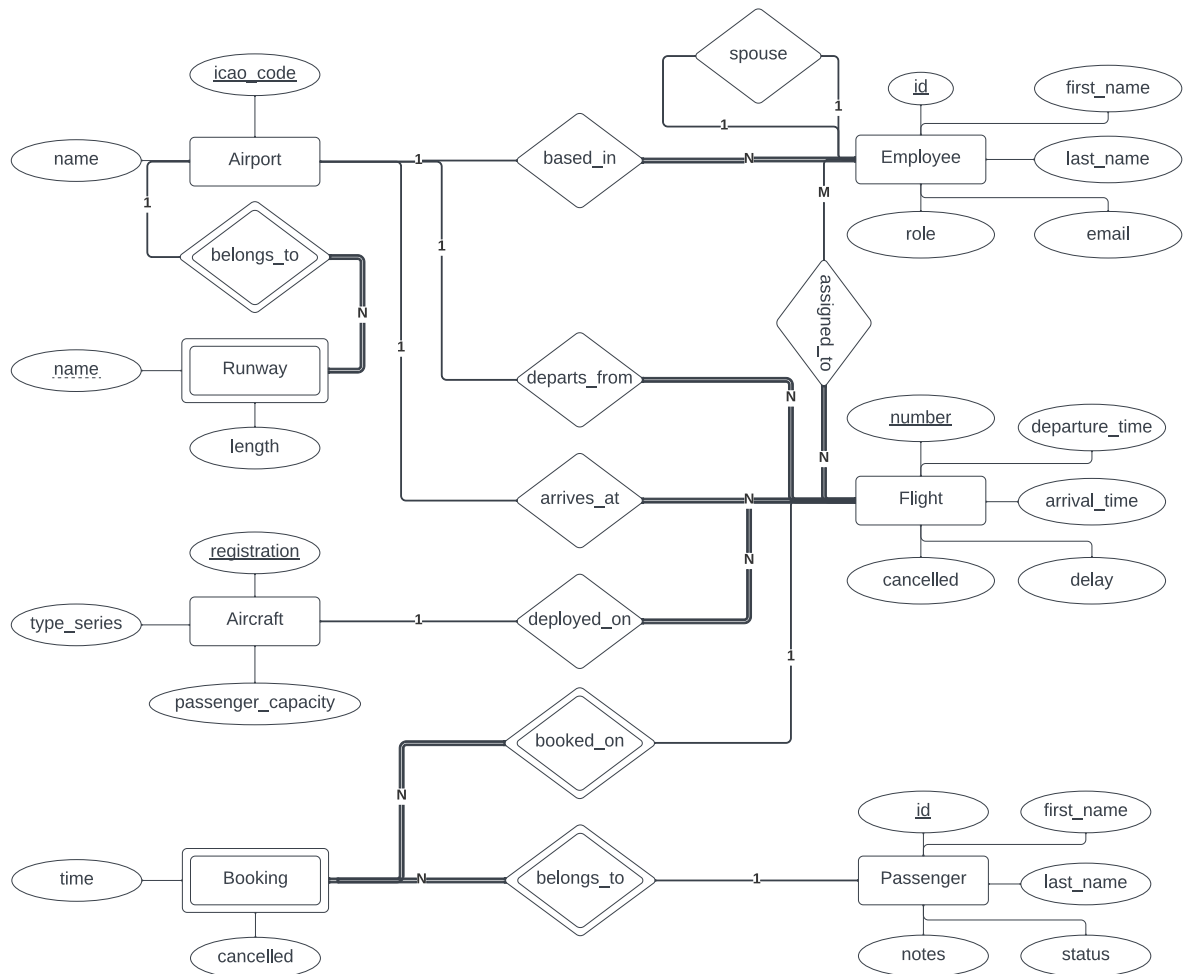 spouse
icao_code
id
first_name
1
1
name
Airport
1
based_in
N
Employee
last_name
1
M
role
email
belongs_to
1
assigned_to
N
1
name
Runway
departs_from
N
length
number
departure_time
N
arrives_at
N
Flight
arrival_time
registration
N
cancelled
delay
type_series
Aircraft
1
deployed_on
1
passenger_capacity
booked_on
N
id
first_name
time
Booking
N
belongs_to
1
Passenger
last_name
cancelled
notes
status